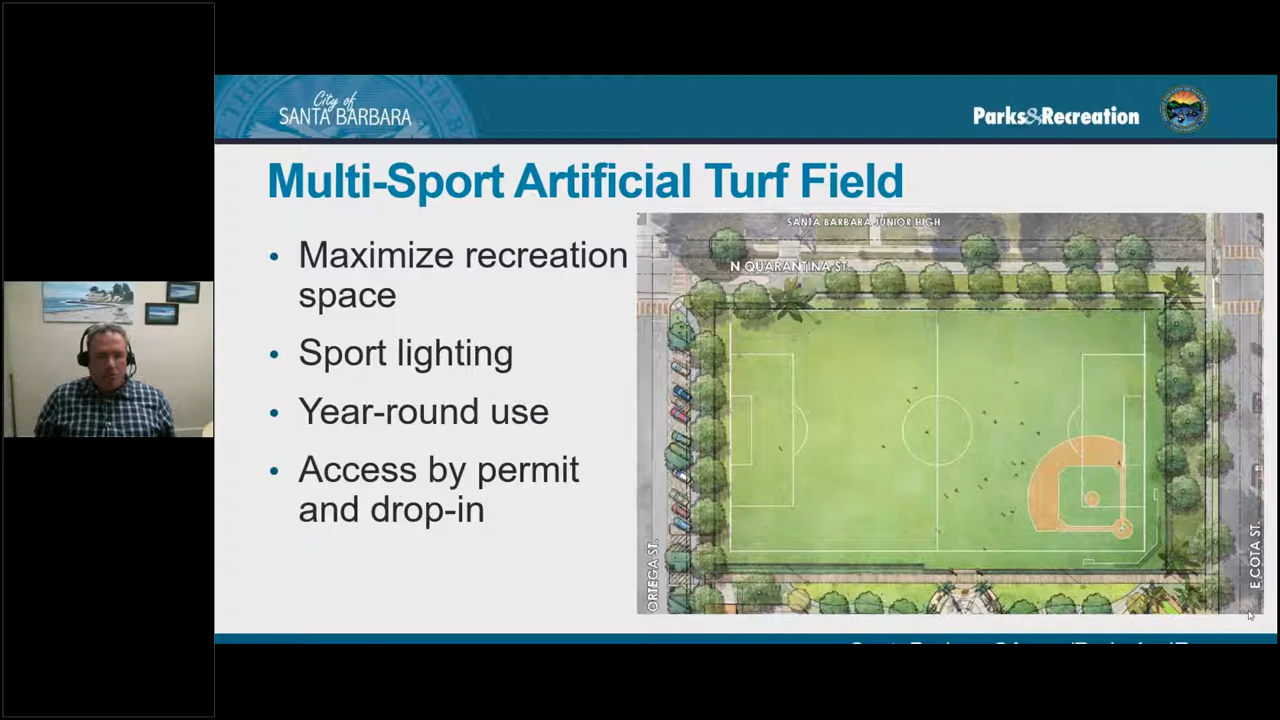 City of
SANTA BARBARA
Parks&Recreation
Multi-Sport Artificial Turf Field
• Maximize recreation
space
• Sport lighting
• Year-round use
• Access by permit
and drop-in
SANTA BARBARA JUNIOR HIGH
N QUARANTINA ST.
ORTEGA ST.
E COTA ST.